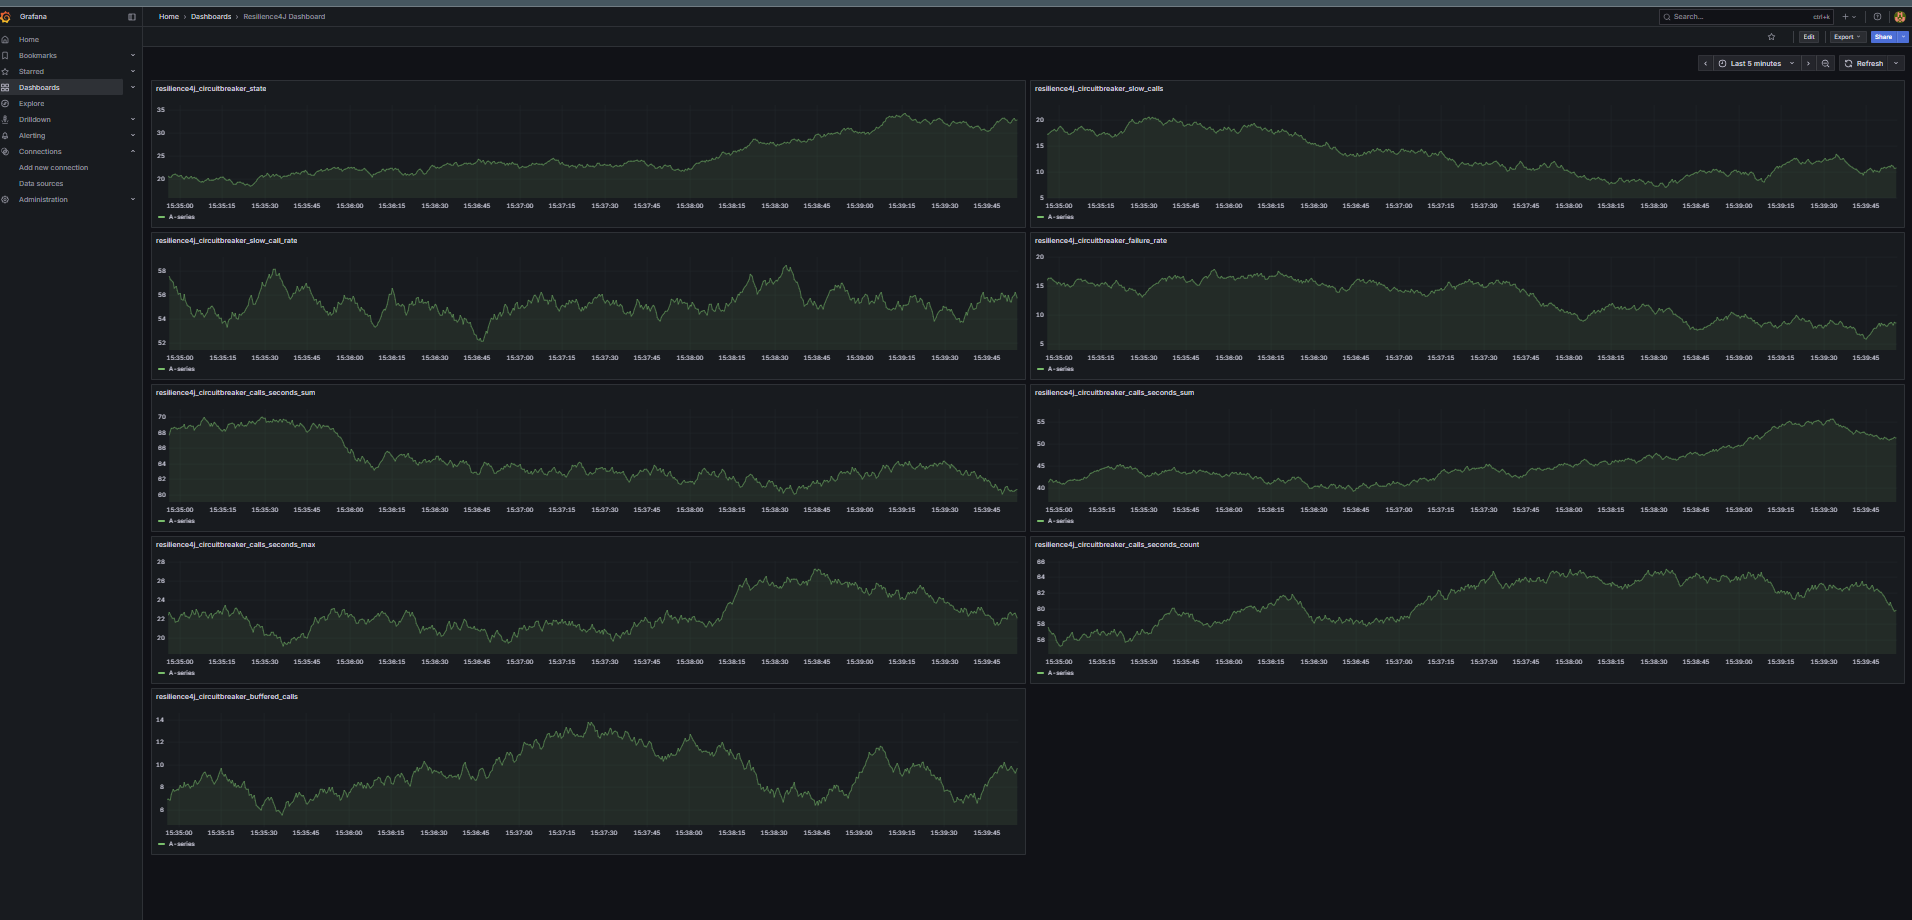 Grafana
Home › Dashboards › Resilience4J Dashboard
Search...
ctrl+k
Home
Bookmarks
Starred
Dashboards
Explore
Drilldown
Alerting
Connections
Add new connection
Data sources
Administration
Edit
Export
Share
Last 5 minutes
Refresh
resilience4j_circuitbreaker_state
35
30
25
20
15:35:00 15:35:15 15:35:30 15:35:45 15:36:00 15:36:15 15:36:30 15:36:45 15:37:00 15:37:15 15:37:30 15:37:45 15:38:00 15:38:15 15:38:30 15:38:45 15:39:00 15:39:15 15:39:30 15:39:45
A-series
resilience4j_circuitbreaker_slow_calls
20
15
10
5
15:35:00 15:35:15 15:35:30 15:35:45 15:36:00 15:36:15 15:36:30 15:36:45 15:37:00 15:37:15 15:37:30 15:37:45 15:38:00 15:38:15 15:38:30 15:38:45 15:39:00 15:39:15 15:39:30 15:39:45
A-series
resilience4j_circuitbreaker_slow_call_rate
58
56
54
52
15:35:00 15:35:15 15:35:30 15:35:45 15:36:00 15:36:15 15:36:30 15:36:45 15:37:00 15:37:15 15:37:30 15:37:45 15:38:00 15:38:15 15:38:30 15:38:45 15:39:00 15:39:15 15:39:30 15:39:45
A-series
resilience4j_circuitbreaker_failure_rate
20
15
10
5
15:35:00 15:35:15 15:35:30 15:35:45 15:36:00 15:36:15 15:36:30 15:36:45 15:37:00 15:37:15 15:37:30 15:37:45 15:38:00 15:38:15 15:38:30 15:38:45 15:39:00 15:39:15 15:39:30 15:39:45
A-series
resilience4j_circuitbreaker_calls_seconds_sum
70
68
66
64
62
60
15:35:00 15:35:15 15:35:30 15:35:45 15:36:00 15:36:15 15:36:30 15:36:45 15:37:00 15:37:15 15:37:30 15:37:45 15:38:00 15:38:15 15:38:30 15:38:45 15:39:00 15:39:15 15:39:30 15:39:45
A-series
resilience4j_circuitbreaker_calls_seconds_sum
55
50
45
40
15:35:00 15:35:15 15:35:30 15:35:45 15:36:00 15:36:15 15:36:30 15:36:45 15:37:00 15:37:15 15:37:30 15:37:45 15:38:00 15:38:15 15:38:30 15:38:45 15:39:00 15:39:15 15:39:30 15:39:45
A-series
resilience4j_circuitbreaker_calls_seconds_max
28
26
24
22
20
15:35:00 15:35:15 15:35:30 15:35:45 15:36:00 15:36:15 15:36:30 15:36:45 15:37:00 15:37:15 15:37:30 15:37:45 15:38:00 15:38:15 15:38:30 15:38:45 15:39:00 15:39:15 15:39:30 15:39:45
A-series
resilience4j_circuitbreaker_calls_seconds_count
66
64
62
60
58
56
15:35:00 15:35:15 15:35:30 15:35:45 15:36:00 15:36:15 15:36:30 15:36:45 15:37:00 15:37:15 15:37:30 15:37:45 15:38:00 15:38:15 15:38:30 15:38:45 15:39:00 15:39:15 15:39:30 15:39:45
A-series
resilience4j_circuitbreaker_buffered_calls
14
12
10
8
6
15:35:00 15:35:15 15:35:30 15:35:45 15:36:00 15:36:15 15:36:30 15:36:45 15:37:00 15:37:15 15:37:30 15:37:45 15:38:00 15:38:15 15:38:30 15:38:45 15:39:00 15:39:15 15:39:30 15:39:45
A-series